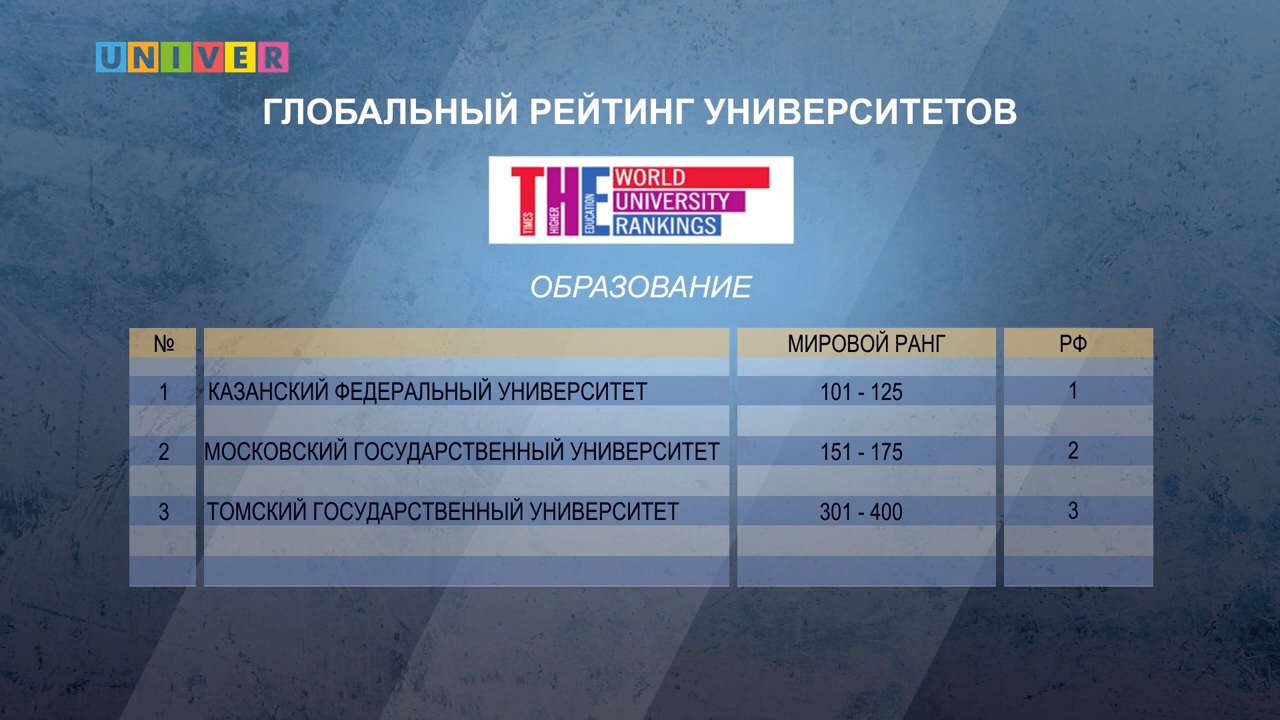 UNIVER
ГЛОБАЛЬНЫЙ РЕЙТИНГ УНИВЕРСИТЕТОВ
THE WORLD UNIVERSITY RANKINGS
TIMES HIGHER EDUCATION
ОБРАЗОВАНИЕ
№ МИРОВОЙ РАНГ РФ
1 КАЗАНСКИЙ ФЕДЕРАЛЬНЫЙ УНИВЕРСИТЕТ 101 - 125 1
2 МОСКОВСКИЙ ГОСУДАРСТВЕННЫЙ УНИВЕРСИТЕТ 151 - 175 2
3 ТОМСКИЙ ГОСУДАРСТВЕННЫЙ УНИВЕРСИТЕТ 301 - 400 3